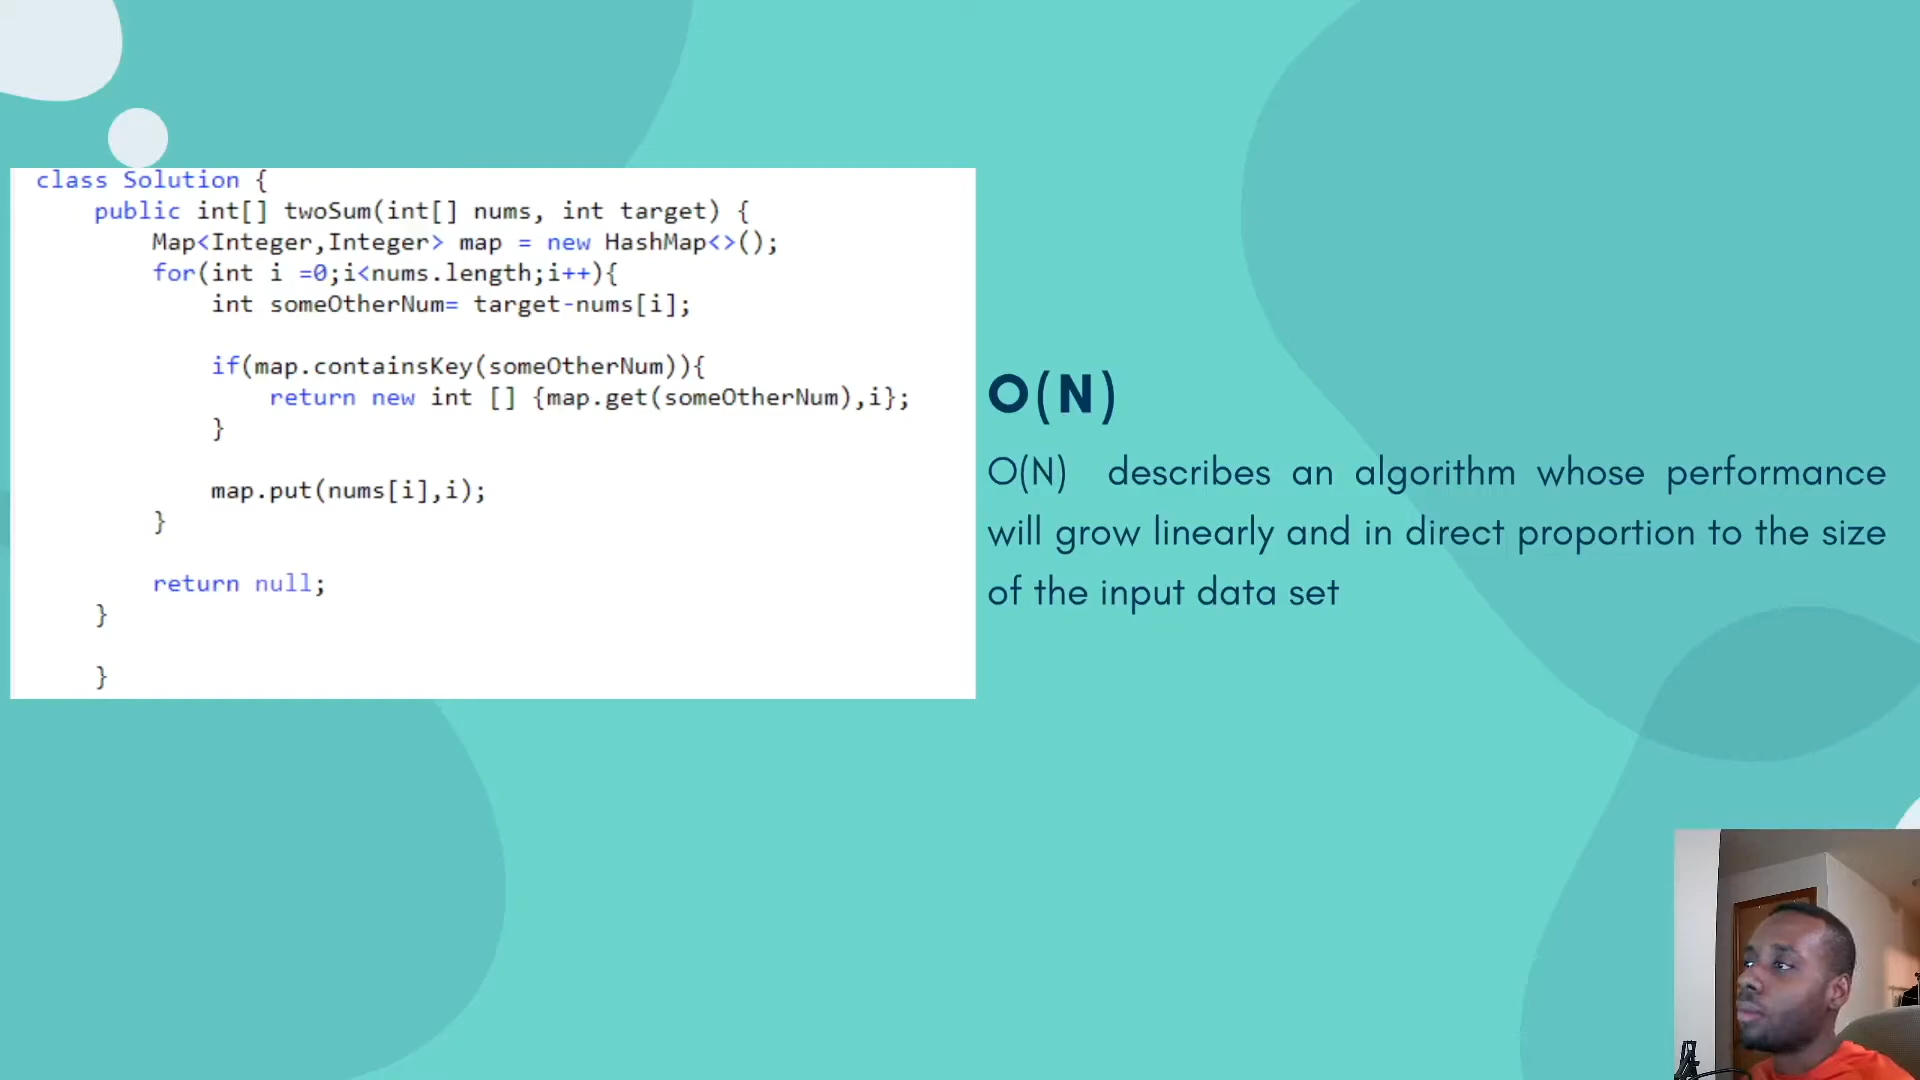 class Solution {
public int[] twoSum(int[] nums, int target) {
Map<Integer,Integer> map = new HashMap<>();
for(int i =0;i<nums.length;i++){
int someOtherNum= target-nums[i];
if(map.containsKey(someOtherNum)){
return new int [] {map.get(someOtherNum),i};
}
map.put(nums[i],i);
}
return null;
}
}
O(N)
O(N) describes an algorithm whose performance
will grow linearly and in direct proportion to the size
of the input data set